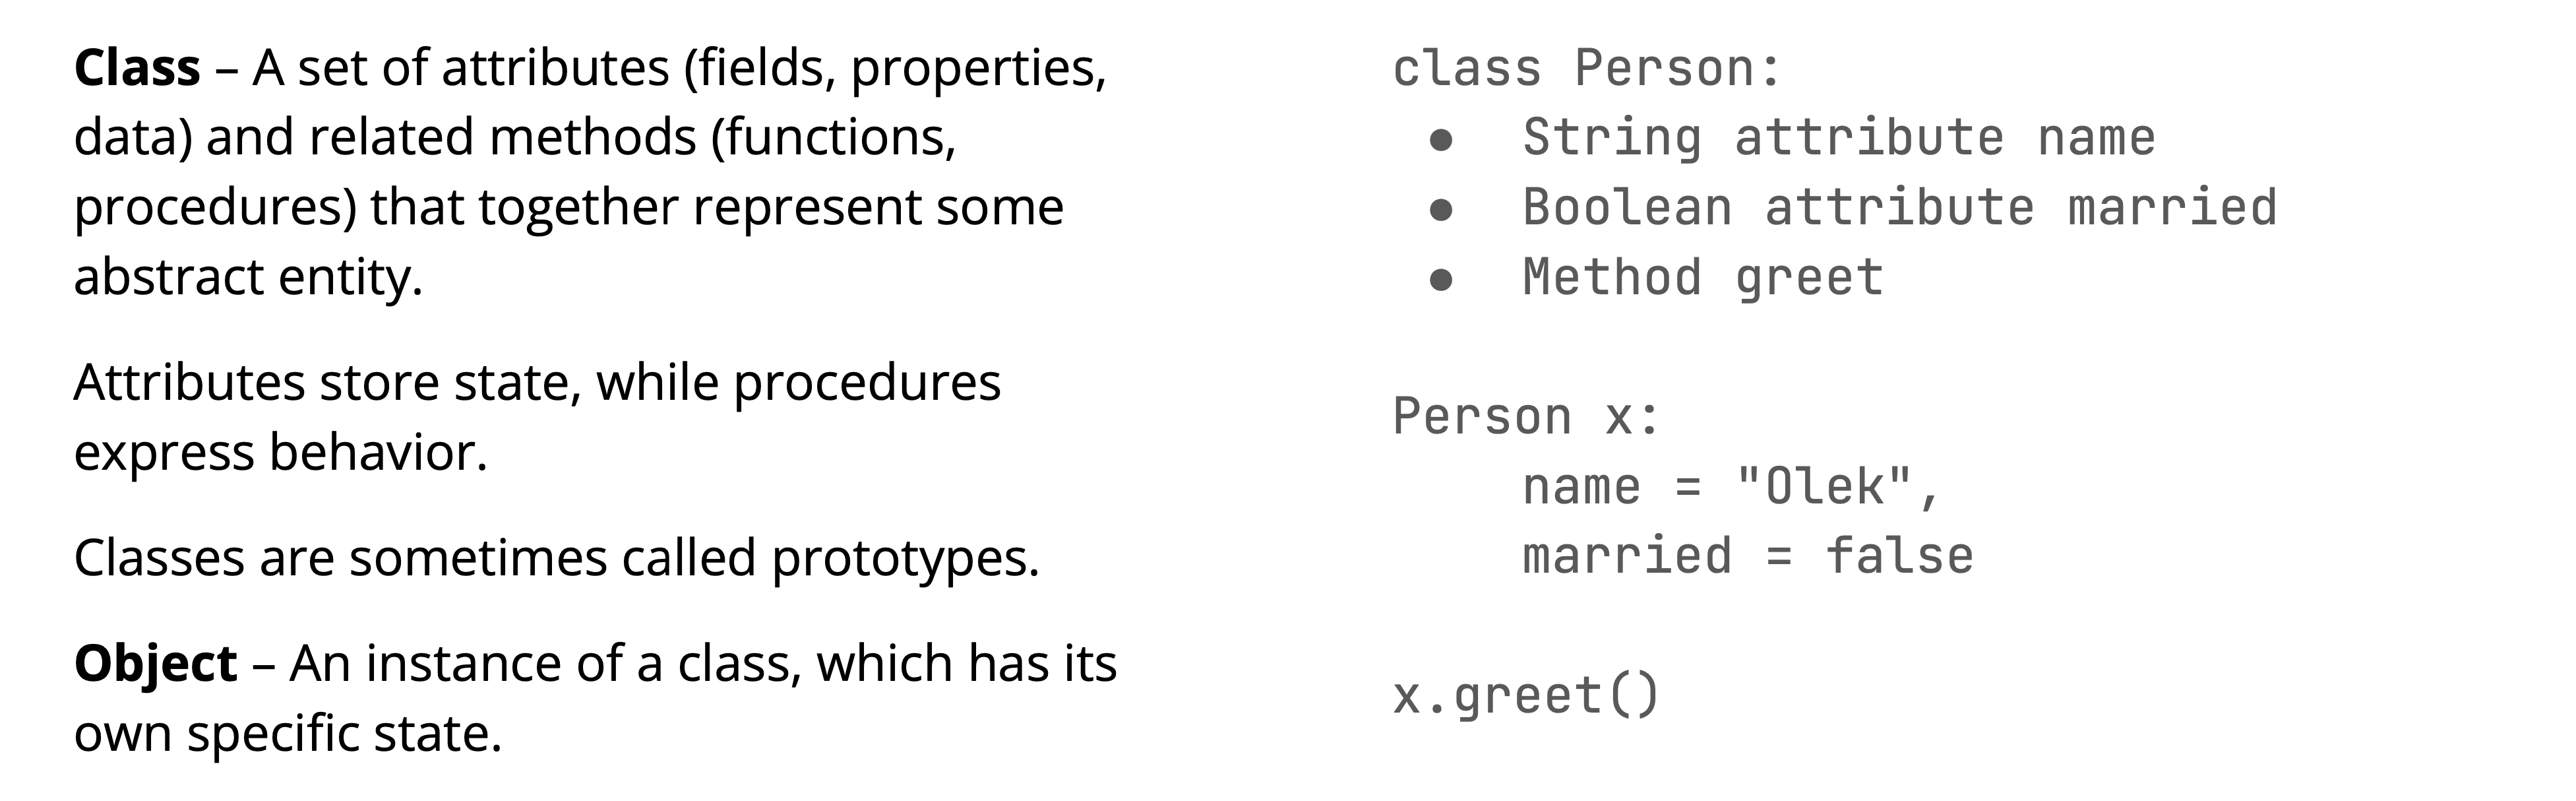 Class – A set of attributes (fields, properties,
data) and related methods (functions,
procedures) that together represent some
abstract entity.
Attributes store state, while procedures
express behavior.
Classes are sometimes called prototypes.
Object – An instance of a class, which has its
own specific state.
class Person:
● String attribute name
● Boolean attribute married
● Method greet
Person x:
name = "Olek",
married = false
x.greet()